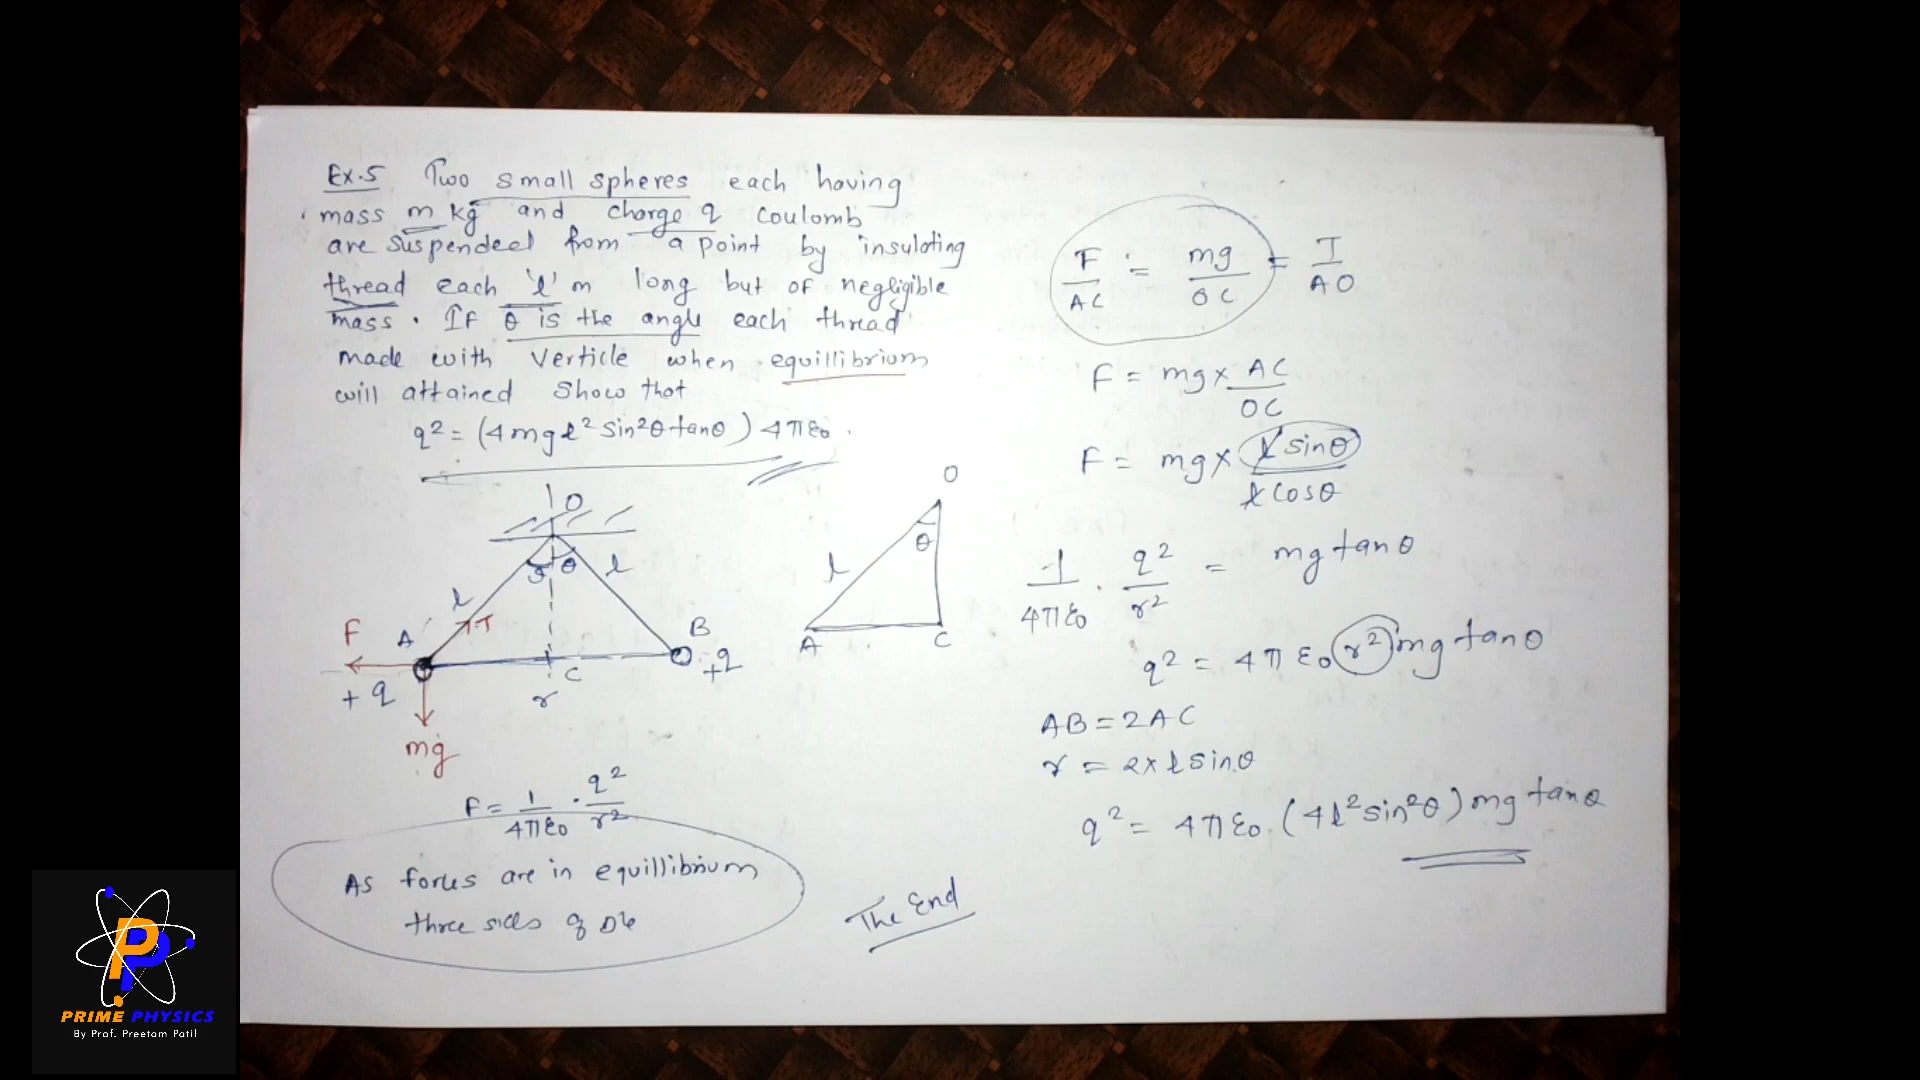 Ex.5 Two small spheres each having
mass m kg and charge q Coulomb
are suspended from a point by insulating
thread each 'l' m long but of negligible
mass. If θ is the angle each thread
made with verticle when equillibrium
will attained show that
q² = (4mgl² sin²θ tanθ) 4πε₀.
O
θ θ
l l
T
F A B
+q C +q
r
mg
F = 1/4πε₀ · q²/r²
As forces are in equillibrium
three sides of Δle
O
θ
l
A C
The End
F/AC = mg/OC = T/AO
F = mg × AC/OC
F = mg × l sinθ/l cosθ
1/4πε₀ · q²/r² = mg tanθ
q² = 4πε₀ r² mg tanθ
AB = 2AC
r = 2 × l sinθ
q² = 4πε₀ (4l² sin²θ) mg tanθ
PP
PRIME PHYSICS
By Prof. Preetam Patil